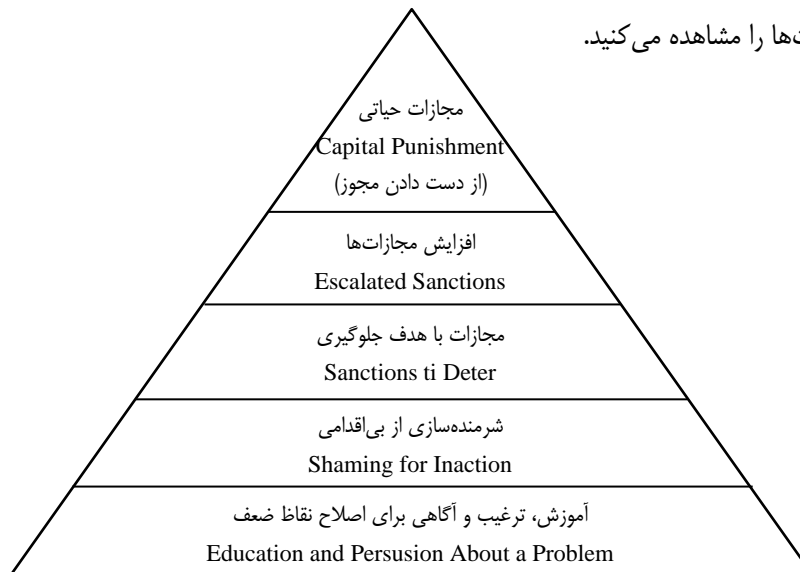 ها را مشاهده می‌کنید.
مجازات حیاتی
Capital Punishment
(از دست دادن مجوز)
افزایش مجازات‌ها
Escalated Sanctions
مجازات با هدف جلوگیری
Sanctions ti Deter
شرمنده‌سازی از بی‌اقدامی
Shaming for Inaction
آموزش، ترغیب و آگاهی برای اصلاح نقاظ ضعف
Education and Persusion About a Problem